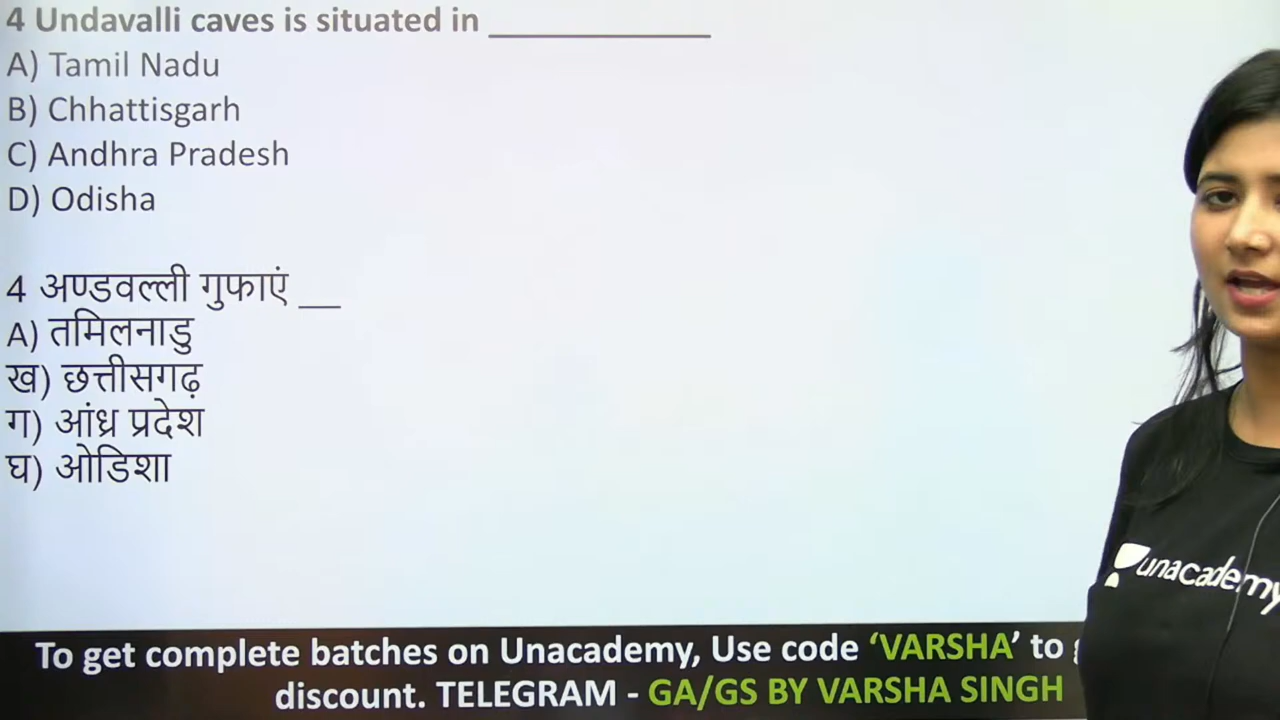 4 Undavalli caves is situated in ____________
A) Tamil Nadu
B) Chhattisgarh
C) Andhra Pradesh
D) Odisha
4 अण्डवल्ली गुफाएं __
A) तमिलनाडु
ख) छत्तीसगढ़
ग) आंध्र प्रदेश
घ) ओडिशा
unacademy
To get complete batches on Unacademy, Use code ‘VARSHA’ to
discount. TELEGRAM - GA/GS BY VARSHA SINGH